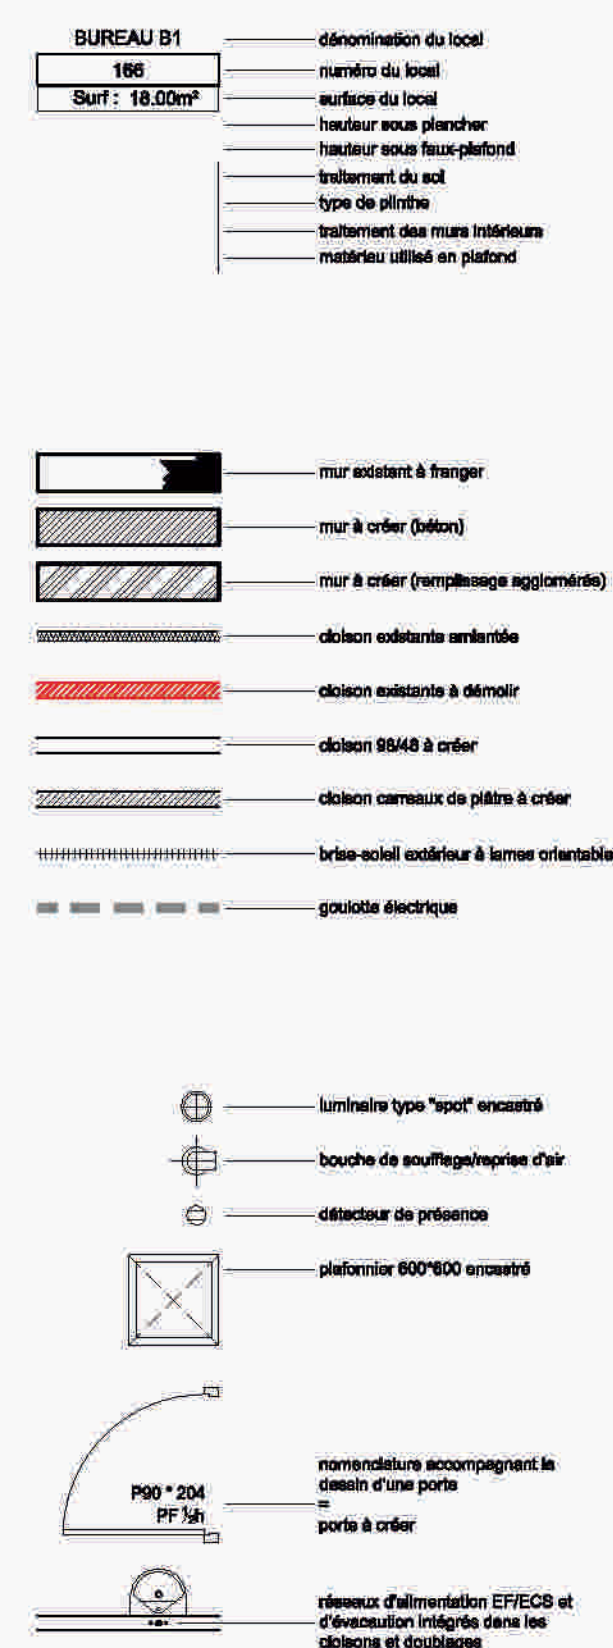 BUREAU B1
dénomination du local
166
numéro du local
Surf : 18.00m²
surface du local
hauteur sous plancher
hauteur sous faux-plafond
traitement du sol
type de plinthe
traitement des murs intérieurs
matériau utilisé en plafond
mur existant à franger
mur à créer (béton)
mur à créer (remplissage agglomérés)
cloison existante amiantée
cloison existante à démolir
cloison 98/48 à créer
cloison carreaux de plâtre à créer
brise-soleil extérieur à lames orientable
goulotte électrique
luminaire type "spot" encastré
bouche de soufflage/reprise d'air
détecteur de présence
plafonnier 600*600 encastré
P90 * 204
PF ½h
nomenclature accompagnant le
dessin d'une porte
=
porte à créer
réseaux d'alimentation EF/ECS et
d'évacaution intégrés dans les
cloisons et doublages